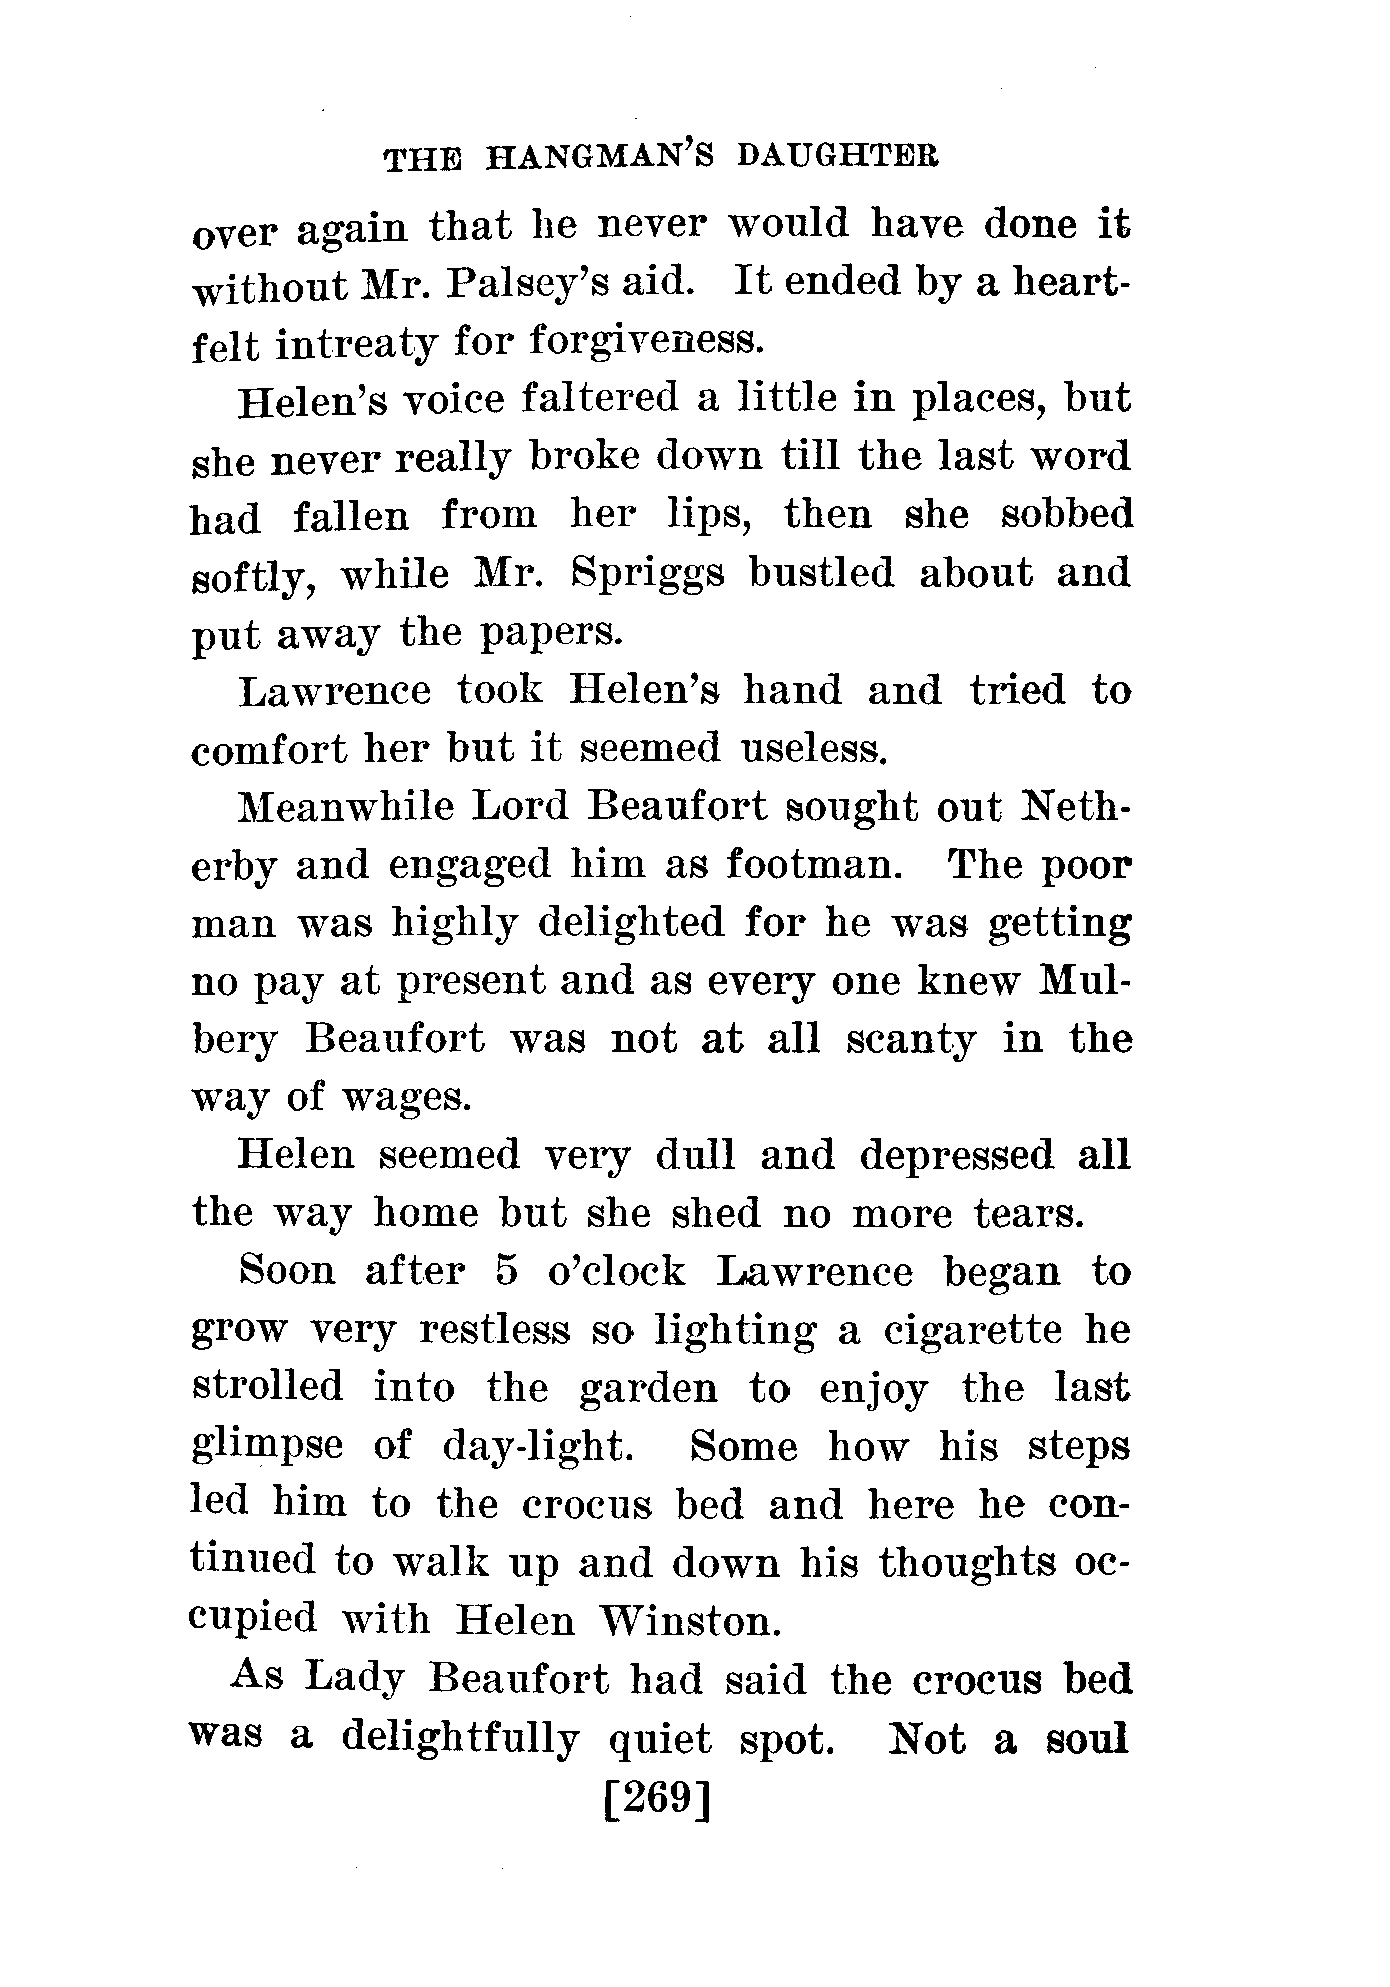 THE HANGMAN'S DAUGHTER
over again that he never would have done it
without Mr. Palsey's aid. It ended by a heart-
felt intreaty for forgiveness.
Helen's voice faltered a little in places, but
she never really broke down till the last word
had fallen from her lips, then she sobbed
softly, while Mr. Spriggs bustled about and
put away the papers.
Lawrence took Helen's hand and tried to
comfort her but it seemed useless.
Meanwhile Lord Beaufort sought out Neth-
erby and engaged him as footman. The poor
man was highly delighted for he was getting
no pay at present and as every one knew Mul-
bery Beaufort was not at all scanty in the
way of wages.
Helen seemed very dull and depressed all
the way home but she shed no more tears.
Soon after 5 o'clock Lawrence began to
grow very restless so lighting a cigarette he
strolled into the garden to enjoy the last
glimpse of day-light. Some how his steps
led him to the crocus bed and here he con-
tinued to walk up and down his thoughts oc-
cupied with Helen Winston.
As Lady Beaufort had said the crocus bed
was a delightfully quiet spot. Not a soul
[269]